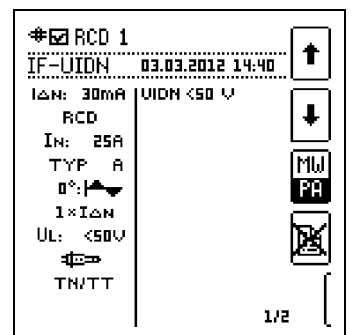 RCD 1
IF-UIDN 03.03.2012 14:40
IΔN: 30mA
UIDN <50 V
RCD
IN: 25A
TYP A
0°:
1×IΔN
UL: <50V
TN/TT
MW
PA
1/2